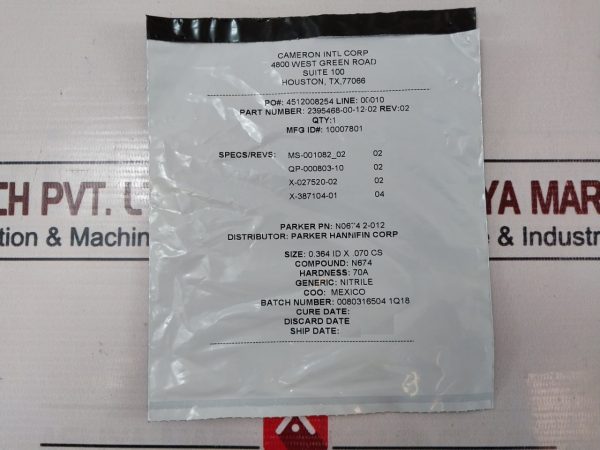 CAMERON INTL CORP
4800 WEST GREEN ROAD
SUITE 100
HOUSTON, TX,77066
PO#: 4512008254 LINE: 00010
PART NUMBER: 2395468-00-12-02 REV:02
QTY:1
MFG ID#: 10007801
SPECS/REVS: MS-001082_02 02
QP-000803-10 02
X-027520-02 02
X-387104-01 04
CH PVT. YA MAR
tion & Machin & Industri
PARKER PN: N0674 2-012
DISTRIBUTOR: PARKER HANNIFIN CORP
SIZE: 0.364 ID X .070 CS
COMPOUND: N674
HARDNESS: 70A
GENERIC: NITRILE
COO: MEXICO
BATCH NUMBER: 0080316504 1Q18
CURE DATE:
DISCARD DATE
SHIP DATE: